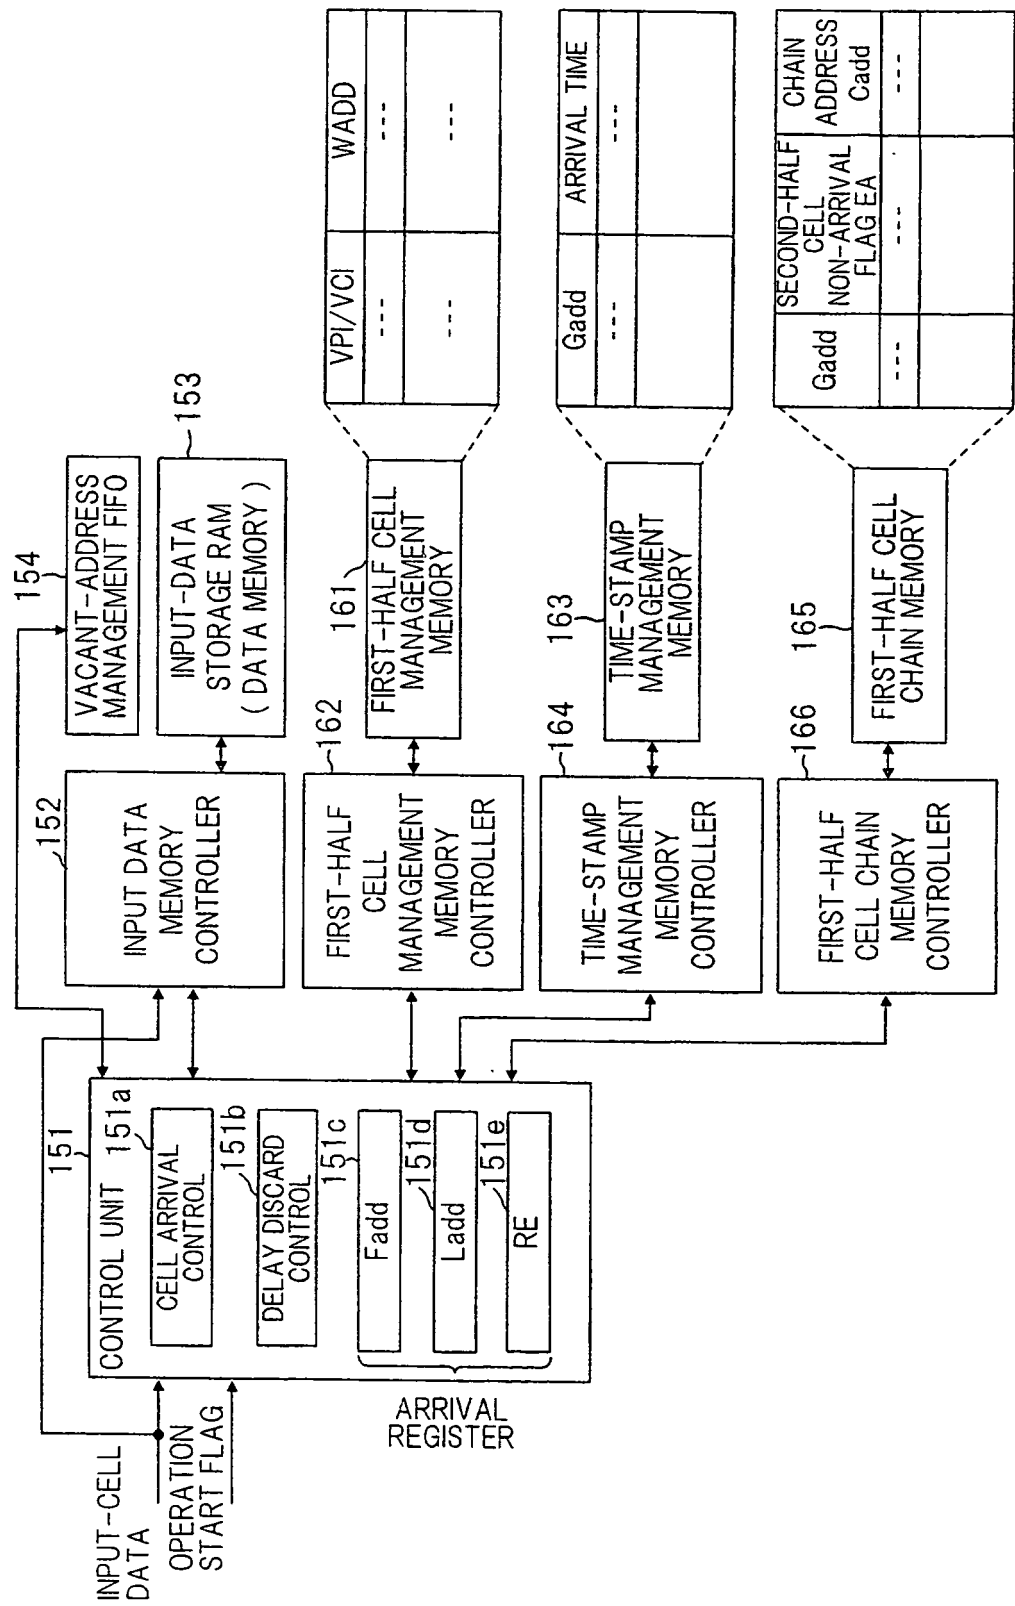 INPUT-CELL
DATA
OPERATION
START FLAG
151
CONTROL UNIT
151a
CELL ARRIVAL
CONTROL
151b
DELAY DISCARD
CONTROL
151c
Fadd
151d
Ladd
151e
RE
ARRIVAL
REGISTER
152
INPUT DATA
MEMORY
CONTROLLER
154
VACANT-ADDRESS
MANAGEMENT FIFO
153
INPUT-DATA
STORAGE RAM
( DATA MEMORY )
162
FIRST-HALF
CELL
MANAGEMENT
MEMORY
CONTROLLER
161
FIRST-HALF CELL
MANAGEMENT
MEMORY
VPI/VCI
WADD
---
---
---
---
164
TIME-STAMP
MANAGEMENT
MEMORY
CONTROLLER
163
TIME-STAMP
MANAGEMENT
MEMORY
Gadd
ARRIVAL TIME
---
---
166
FIRST-HALF
CELL CHAIN
MEMORY
CONTROLLER
165
FIRST-HALF CELL
CHAIN MEMORY
Gadd
SECOND-HALF
CELL
NON-ARRIVAL
FLAG EA
CHAIN
ADDRESS
Cadd
---
---
---